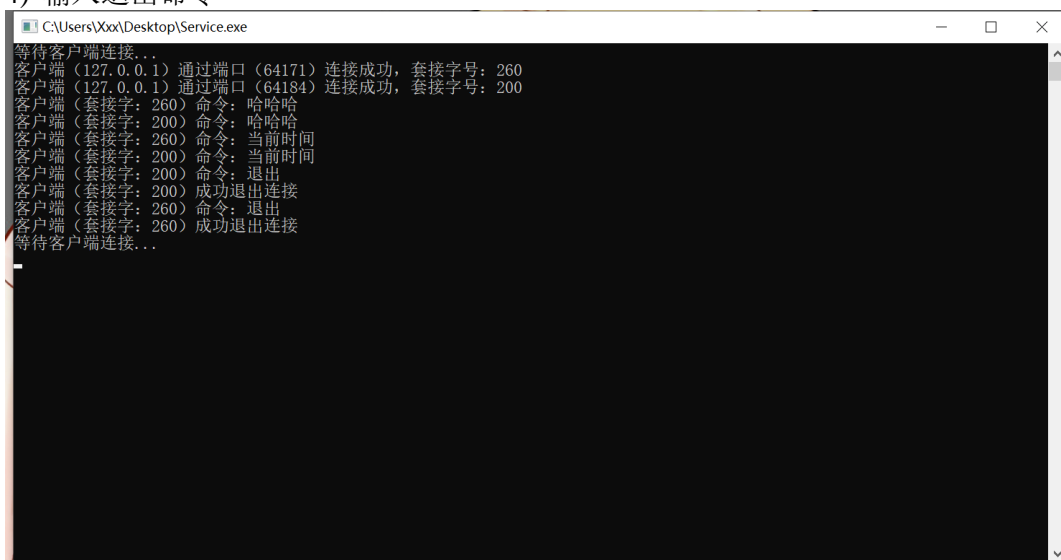 4) 输入退出命令
C:\Users\Xxx\Desktop\Service.exe
等待客户端连接...
客户端（127.0.0.1）通过端口（64171）连接成功，套接字号：260
客户端（127.0.0.1）通过端口（64184）连接成功，套接字号：200
客户端（套接字：260）命令：哈哈哈
客户端（套接字：200）命令：哈哈哈
客户端（套接字：260）命令：当前时间
客户端（套接字：200）命令：当前时间
客户端（套接字：200）命令：退出
客户端（套接字：200）成功退出连接
客户端（套接字：260）命令：退出
客户端（套接字：260）成功退出连接
等待客户端连接...